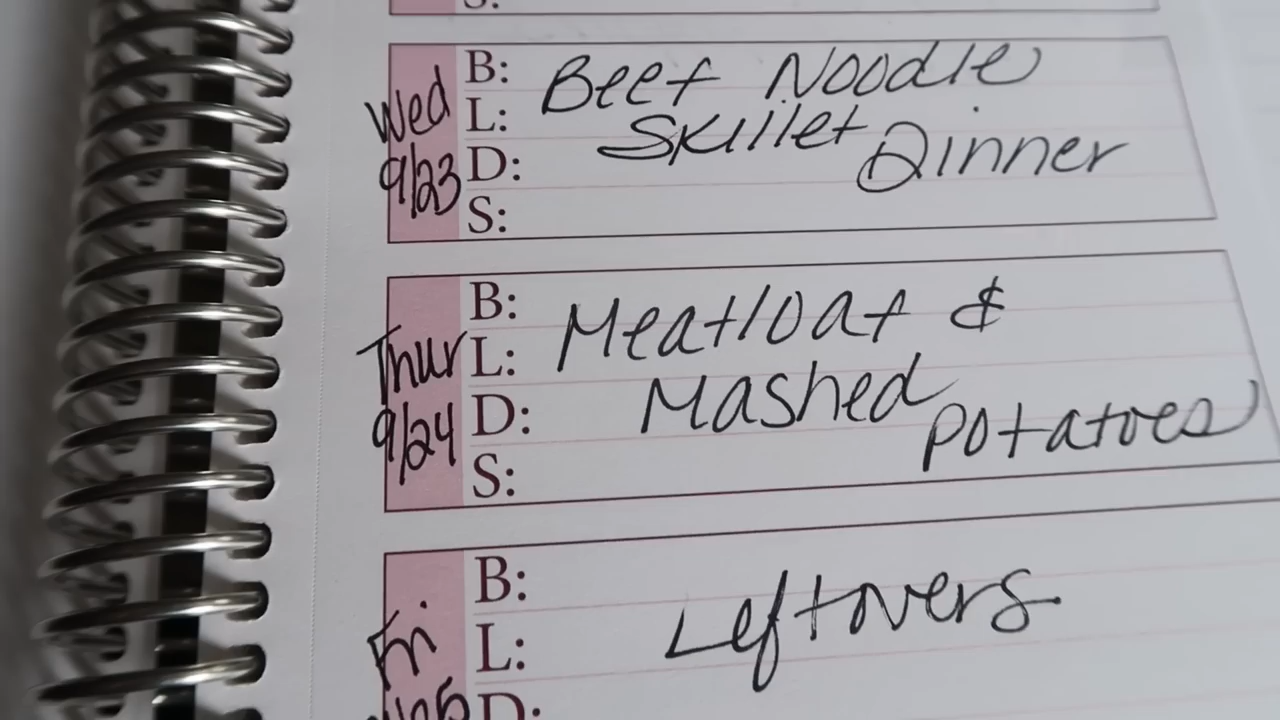 S:
Wed 9/23
B: Beef Noodle
L: Skillet Dinner
D:
S:
Thur 9/24
B: Meatloaf &
L: Mashed
D: Potatoes
S:
Fri
B: Leftovers
L:
D: